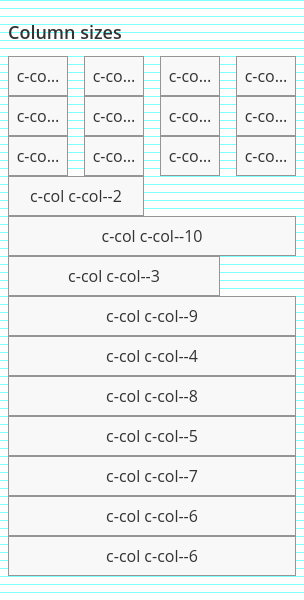 Column sizes
c-co... c-co... c-co... c-co...
c-co... c-co... c-co... c-co...
c-co... c-co... c-co... c-co...
c-col c-col--2
c-col c-col--10
c-col c-col--3
c-col c-col--9
c-col c-col--4
c-col c-col--8
c-col c-col--5
c-col c-col--7
c-col c-col--6
c-col c-col--6